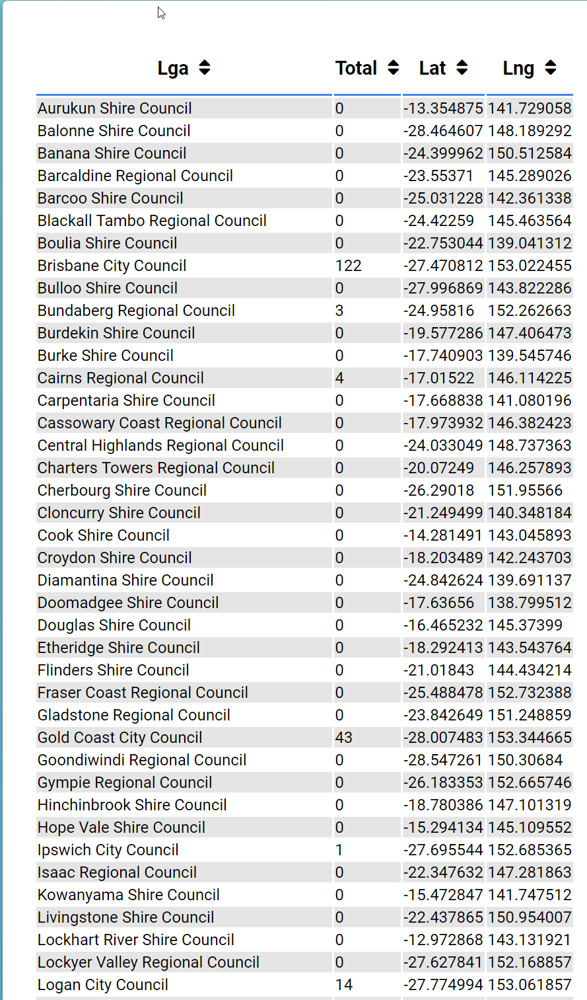 Lga Total Lat Lng
Aurukun Shire Council 0 -13.354875 141.729058
Balonne Shire Council 0 -28.464607 148.189292
Banana Shire Council 0 -24.399962 150.512584
Barcaldine Regional Council 0 -23.55371 145.289026
Barcoo Shire Council 0 -25.031228 142.361338
Blackall Tambo Regional Council 0 -24.42259 145.463564
Boulia Shire Council 0 -22.753044 139.041312
Brisbane City Council 122 -27.470812 153.022455
Bulloo Shire Council 0 -27.996869 143.822286
Bundaberg Regional Council 3 -24.95816 152.262663
Burdekin Shire Council 0 -19.577286 147.406473
Burke Shire Council 0 -17.740903 139.545746
Cairns Regional Council 4 -17.01522 146.114225
Carpentaria Shire Council 0 -17.668838 141.080196
Cassowary Coast Regional Council 0 -17.973932 146.382423
Central Highlands Regional Council 0 -24.033049 148.737363
Charters Towers Regional Council 0 -20.07249 146.257893
Cherbourg Shire Council 0 -26.29018 151.95566
Cloncurry Shire Council 0 -21.249499 140.348184
Cook Shire Council 0 -14.281491 143.045893
Croydon Shire Council 0 -18.203489 142.243703
Diamantina Shire Council 0 -24.842624 139.691137
Doomadgee Shire Council 0 -17.63656 138.799512
Douglas Shire Council 0 -16.465232 145.37399
Etheridge Shire Council 0 -18.292413 143.543764
Flinders Shire Council 0 -21.01843 144.434214
Fraser Coast Regional Council 0 -25.488478 152.732388
Gladstone Regional Council 0 -23.842649 151.248859
Gold Coast City Council 43 -28.007483 153.344665
Goondiwindi Regional Council 0 -28.547261 150.30684
Gympie Regional Council 0 -26.183353 152.665746
Hinchinbrook Shire Council 0 -18.780386 147.101319
Hope Vale Shire Council 0 -15.294134 145.109552
Ipswich City Council 1 -27.695544 152.685365
Isaac Regional Council 0 -22.347632 147.281863
Kowanyama Shire Council 0 -15.472847 141.747512
Livingstone Shire Council 0 -22.437865 150.954007
Lockhart River Shire Council 0 -12.972868 143.131921
Lockyer Valley Regional Council 0 -27.627841 152.168857
Logan City Council 14 -27.774994 153.061857